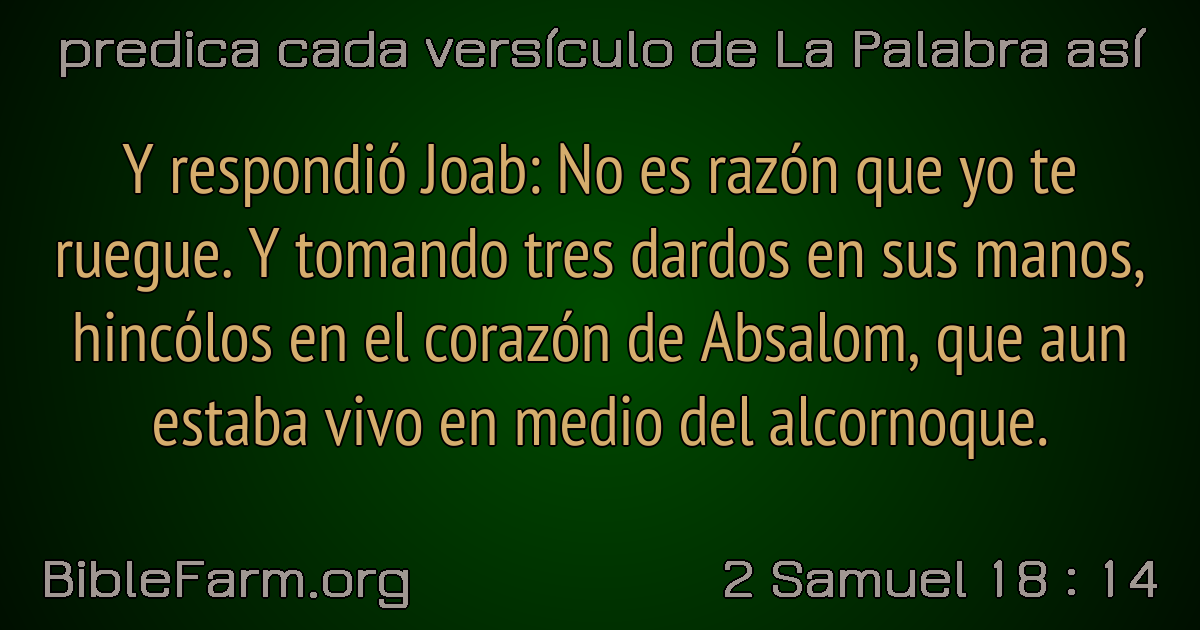 predica cada versículo de La Palabra así
Y respondió Joab: No es razón que yo te
ruegue. Y tomando tres dardos en sus manos,
hincólos en el corazón de Absalom, que aun
estaba vivo en medio del alcornoque.
BibleFarm.org
2 Samuel 18 : 14